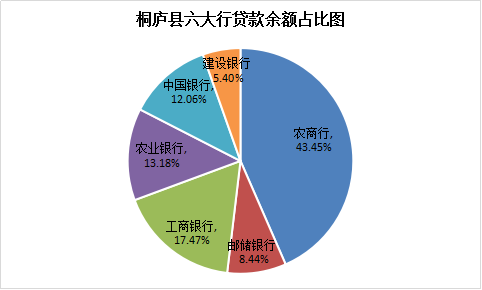 桐庐县六大行贷款余额占比图
建设银行
5.40%
中国银行,
12.06%
农商行,
43.45%
农业银行,
13.18%
工商银行,
17.47%
邮储银行
8.44%